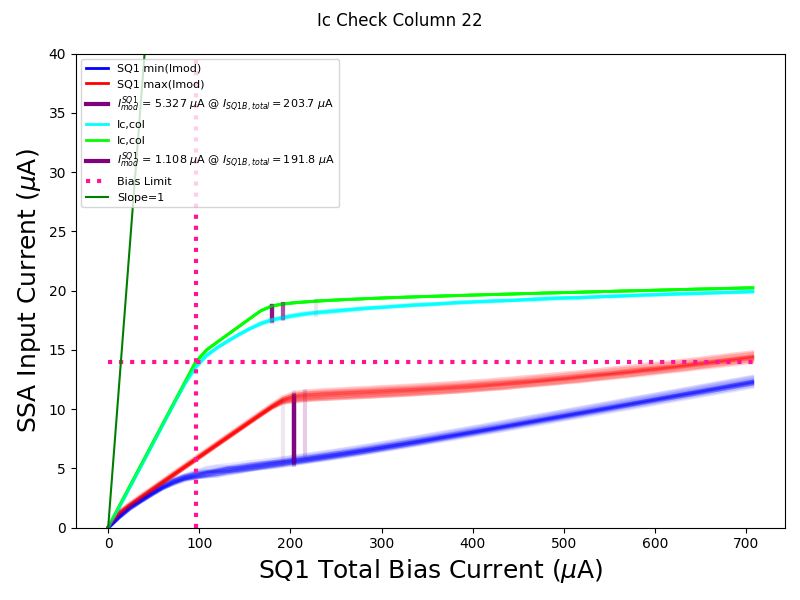 Ic Check Column 22
SQ1 min(Imod)
SQ1 max(Imod)
I_{mod}^{SQ1} = 5.327 μA @ I_{SQ1B, total} = 203.7 μA
Ic,col
Ic,col
I_{mod}^{SQ1} = 1.108 μA @ I_{SQ1B, total} = 191.8 μA
Bias Limit
Slope=1
SSA Input Current (μA)
40
35
30
25
20
15
10
5
0
0 100 200 300 400 500 600 700
SQ1 Total Bias Current (μA)